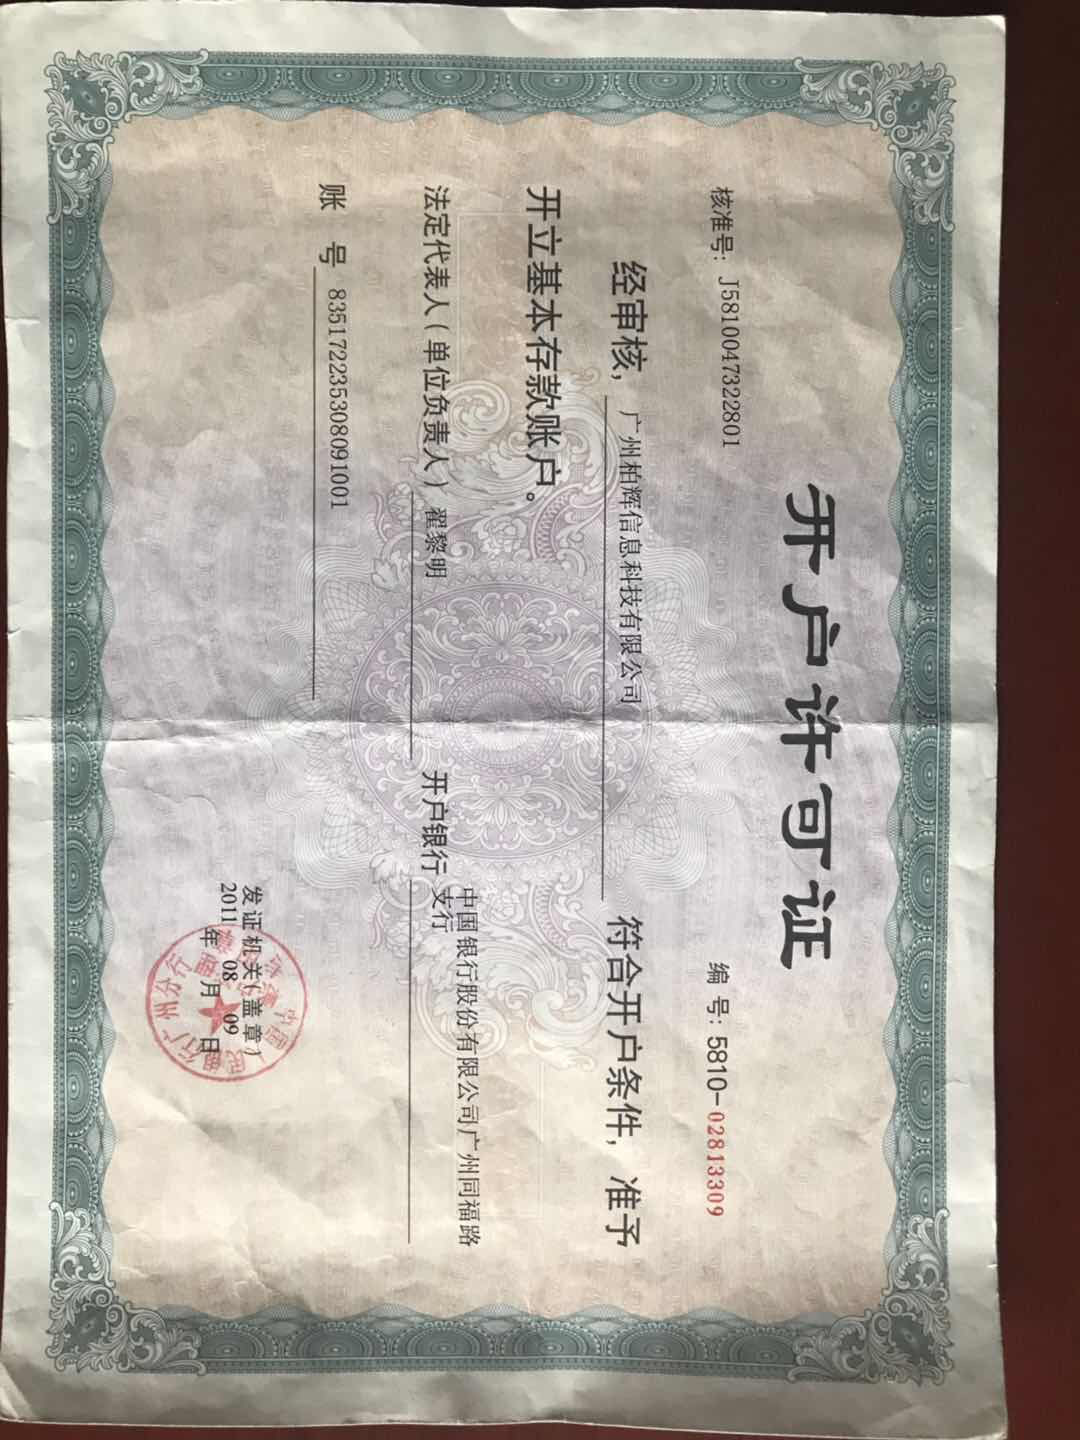 开户许可证
核准号: J5810047322801
编号: 5810-02813309
经审核, 广州柏辉信息科技有限公司 符合开户条件, 准予
开立基本存款账户。
法定代表人(单位负责人) 翟黎明 开户银行 中国银行股份有限公司广州同福路
支行
账 号 835172235308091001
发证机关(盖章)
2011年 08月 09日